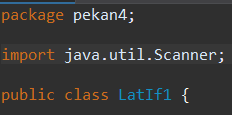 package pekan4;
import java.util.Scanner;
public class LatIf1 {